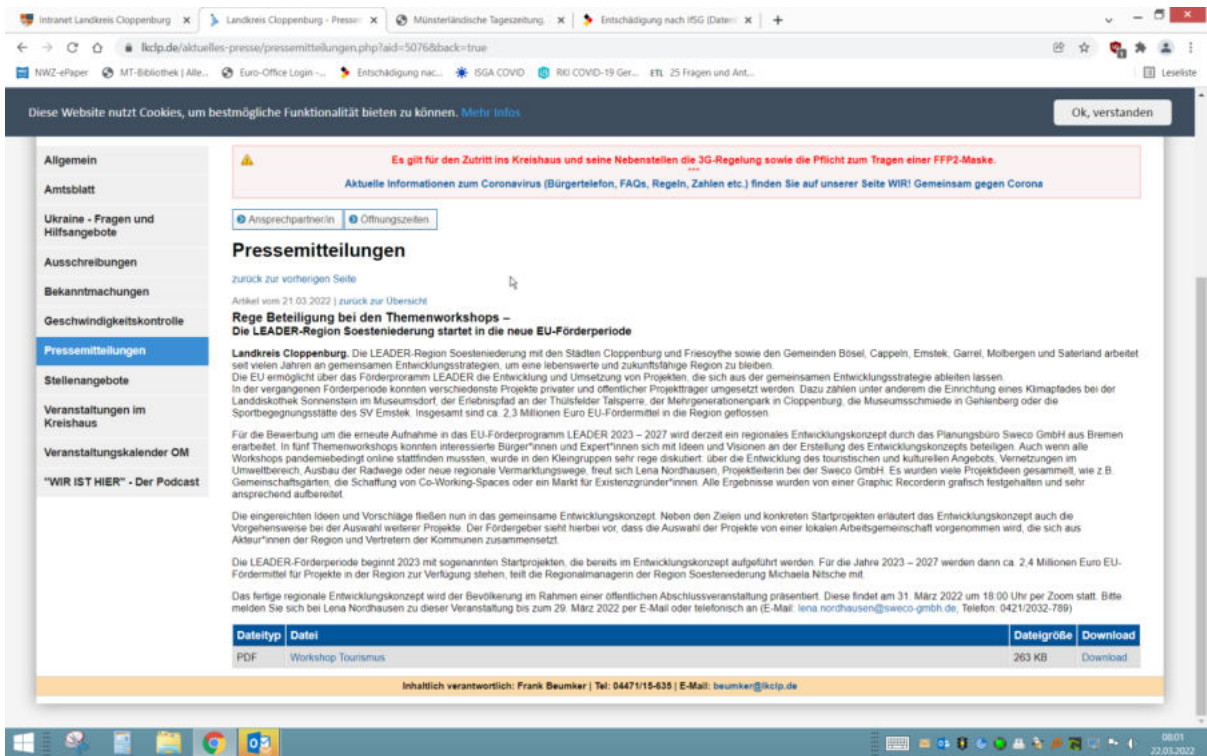 Intranet Landkreis Cloppenburg
Landkreis Cloppenburg - Presse
Münsterländische Tageszeitung
Entschädigung nach IfSG (Daten
lkclp.de/aktuelles-presse/pressemitteilungen.php?aid=5076&back=true
NWZ-ePaper
MT-Bibliothek | Alle...
Euro-Office Login -...
Entschädigung nac...
ISGA COVID
RKI COVID-19 Ger...
ETL 25 Fragen und Ant...
Leseliste
Diese Website nutzt Cookies, um bestmögliche Funktionalität bieten zu können. Mehr Infos
Ok, verstanden
Allgemein
Amtsblatt
Ukraine - Fragen und
Hilfsangebote
Ausschreibungen
Bekanntmachungen
Geschwindigkeitskontrolle
Pressemitteilungen
Stellenangebote
Veranstaltungen im
Kreishaus
Veranstaltungskalender OM
"WIR IST HIER" - Der Podcast
Es gilt für den Zutritt ins Kreishaus und seine Nebenstellen die 3G-Regelung sowie die Pflicht zum Tragen einer FFP2-Maske.
***
Aktuelle Informationen zum Coronavirus (Bürgertelefon, FAQs, Regeln, Zahlen etc.) finden Sie auf unserer Seite WIR! Gemeinsam gegen Corona
Ansprechpartner/in
Öffnungszeiten
Pressemitteilungen
zurück zur vorherigen Seite
Artikel vom 21.03.2022 | zurück zur Übersicht
Rege Beteiligung bei den Themenworkshops –
Die LEADER-Region Soesteniederung startet in die neue EU-Förderperiode
Landkreis Cloppenburg. Die LEADER-Region Soesteniederung mit den Städten Cloppenburg und Friesoythe sowie den Gemeinden Bösel, Cappeln, Emstek, Garrel, Molbergen und Saterland arbeitet
seit vielen Jahren an gemeinsamen Entwicklungsstrategien, um eine lebenswerte und zukunftsfähige Region zu bleiben.
Die EU ermöglicht über das Förderproramm LEADER die Entwicklung und Umsetzung von Projekten, die sich aus der gemeinsamen Entwicklungsstrategie ableiten lassen.
In der vergangenen Förderperiode konnten verschiedenste Projekte privater und öffentlicher Projektträger umgesetzt werden. Dazu zählen unter anderem die Einrichtung eines Klimapfades bei der
Landdiskothek Sonnenstein im Museumsdorf, der Erlebnispfad an der Thülsfelder Talsperre, der Mehrgenerationenpark in Cloppenburg, die Museumsschmiede in Gehlenberg oder die
Sportbegegnungsstätte des SV Emstek. Insgesamt sind ca. 2,3 Millionen Euro EU-Fördermittel in die Region geflossen.
Für die Bewerbung um die erneute Aufnahme in das EU-Förderprogramm LEADER 2023 – 2027 wird derzeit ein regionales Entwicklungskonzept durch das Planungsbüro Sweco GmbH aus Bremen
erarbeitet. In fünf Themenworkshops konnten interessierte Bürger*innen und Expert*innen sich mit Ideen und Visionen an der Erstellung des Entwicklungskonzepts beteiligen. Auch wenn alle
Workshops pandemiebedingt online stattfinden mussten, wurde in den Kleingruppen sehr rege diskutiert: über die Entwicklung des touristischen und kulturellen Angebots, Vernetzungen im
Umweltbereich, Ausbau der Radwege oder neue regionale Vermarktungswege, freut sich Lena Nordhausen, Projektleiterin bei der Sweco GmbH. Es wurden viele Projektideen gesammelt, wie z.B.
Gemeinschaftsgärten, die Schaffung von Co-Working-Spaces oder ein Markt für Existenzgründer*innen. Alle Ergebnisse wurden von einer Graphic Recorderin grafisch festgehalten und sehr
ansprechend aufbereitet.
Die eingereichten Ideen und Vorschläge fließen nun in das gemeinsame Entwicklungskonzept. Neben den Zielen und konkreten Startprojekten erläutert das Entwicklungskonzept auch die
Vorgehensweise bei der Auswahl weiterer Projekte. Der Fördergeber sieht hierbei vor, dass die Auswahl der Projekte von einer lokalen Arbeitsgemeinschaft vorgenommen wird, die sich aus
Akteur*innen der Region und Vertretern der Kommunen zusammensetzt.
Die LEADER-Förderperiode beginnt 2023 mit sogenannten Startprojekten, die bereits im Entwicklungskonzept aufgeführt werden. Für die Jahre 2023 – 2027 werden dann ca. 2,4 Millionen Euro EU-
Fördermittel für Projekte in der Region zur Verfügung stehen, teilt die Regionalmanagerin der Region Soesteniederung Michaela Nitsche mit.
Das fertige regionale Entwicklungskonzept wird der Bevölkerung im Rahmen einer öffentlichen Abschlussveranstaltung präsentiert. Diese findet am 31. März 2022 um 18:00 Uhr per Zoom statt. Bitte
melden Sie sich bei Lena Nordhausen zu dieser Veranstaltung bis zum 29. März 2022 per E-Mail oder telefonisch an (E-Mail: lena.nordhausen@sweco-gmbh.de, Telefon: 0421/2032-789)
Dateityp Datei Dateigröße Download
PDF Workshop Tourismus 263 KB Download
Inhaltlich verantwortlich: Frank Beumker | Tel: 04471/15-635 | E-Mail: beumker@lkclp.de
08:01
22.03.2022